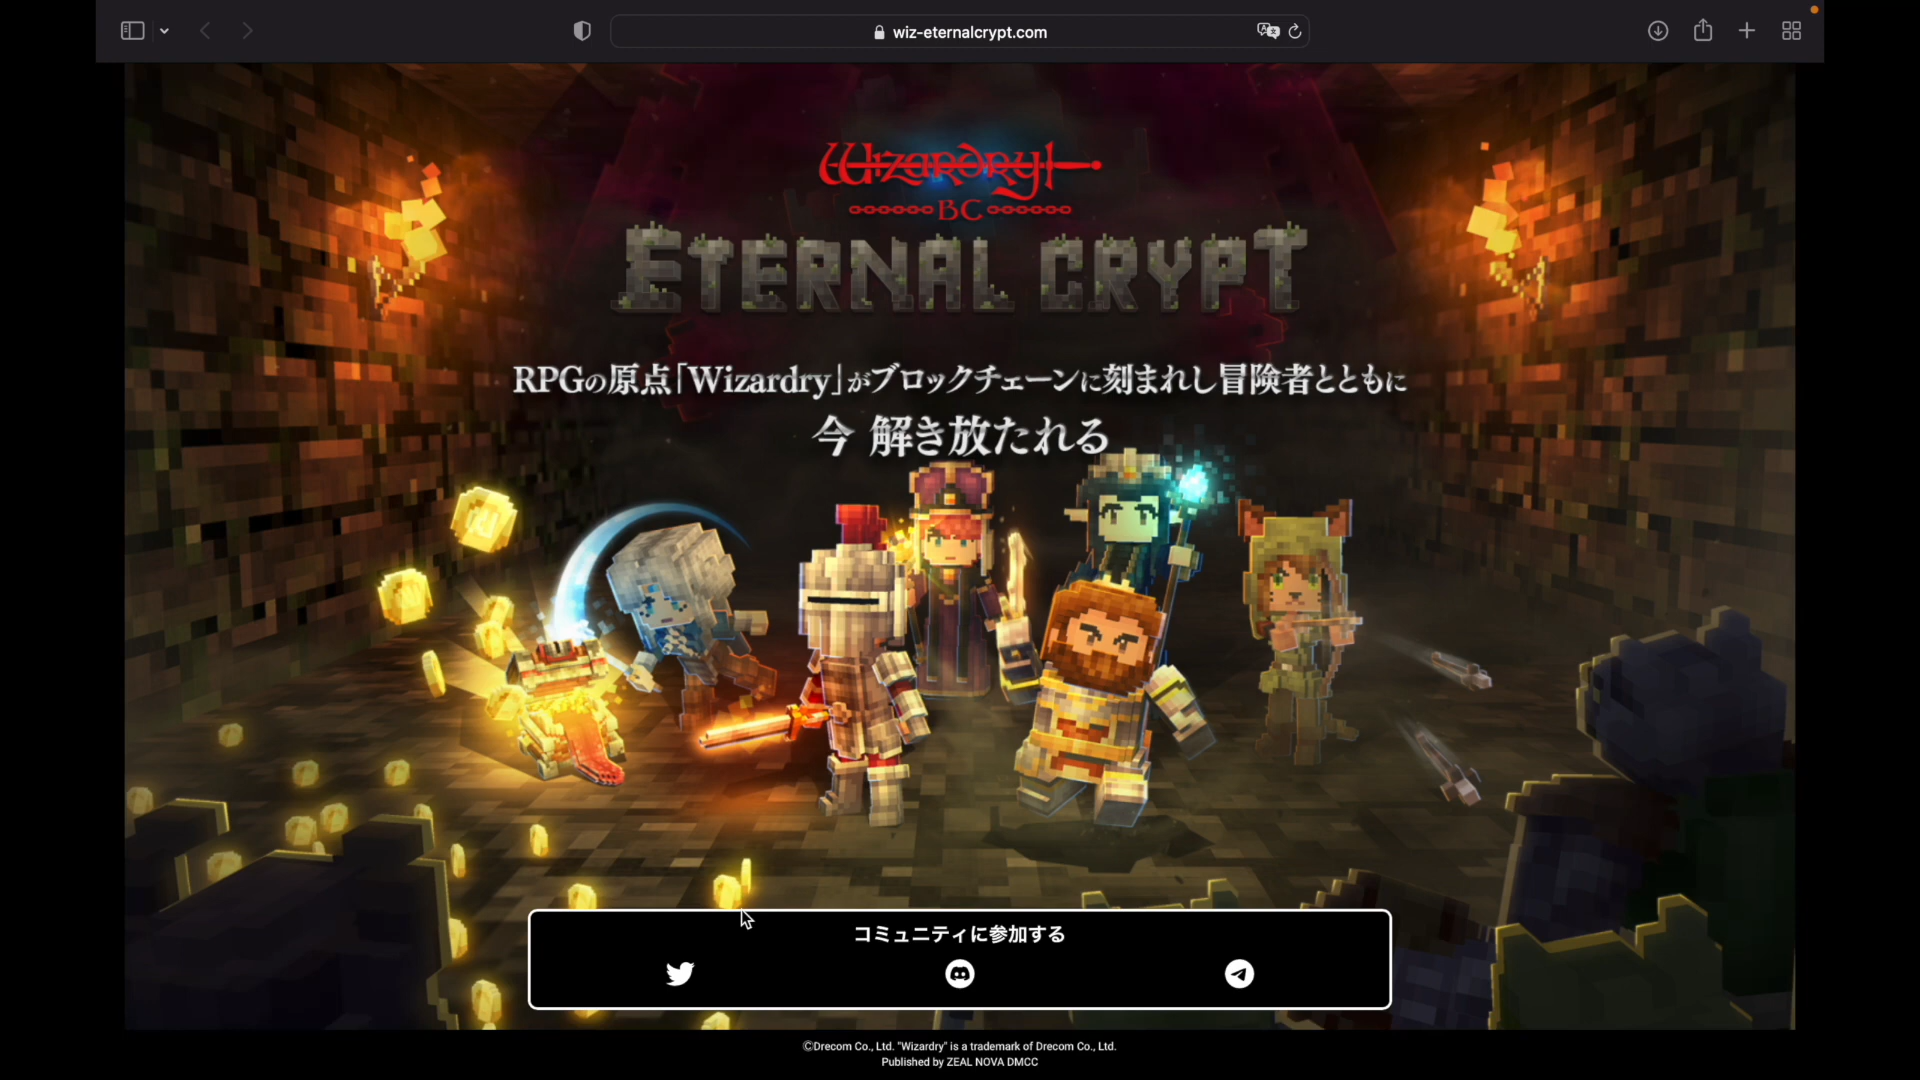 wiz-eternalcrypt.com
Wizardry
BC
ETERNAL CRYPT
RPGの原点「Wizardry」がブロックチェーンに刻まれし冒険者とともに
今 解き放たれる
コミュニティに参加する
©Drecom Co., Ltd. "Wizardry" is a trademark of Drecom Co., Ltd.
Published by ZEAL NOVA DMCC